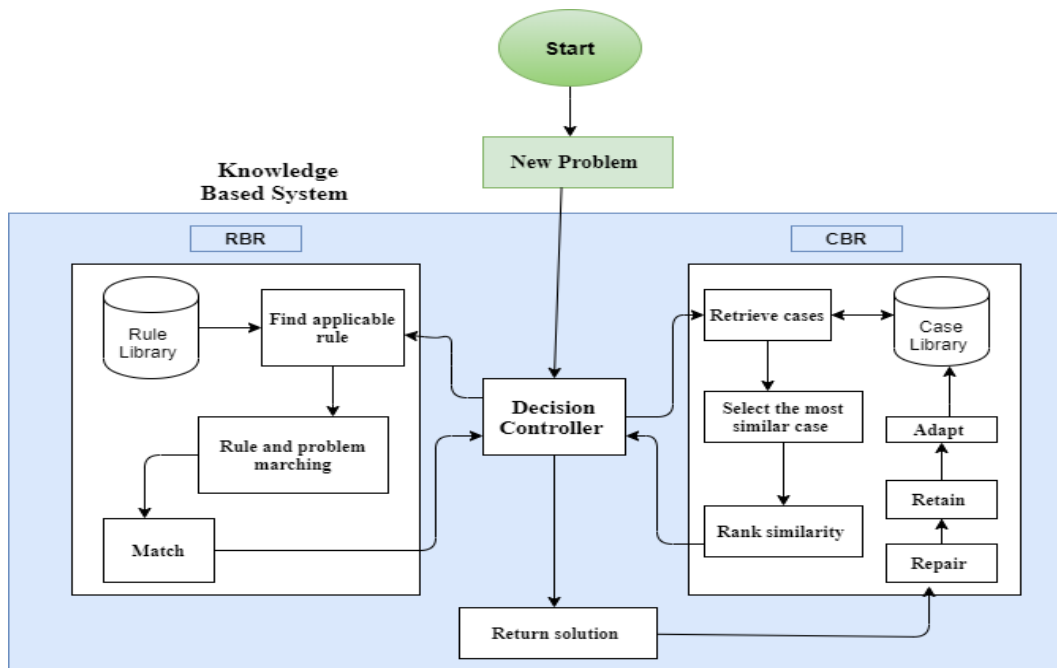 Start
New Problem
Knowledge
Based System
RBR
CBR
Rule
Library
Find applicable
rule
Retrieve cases
Case
Library
Decision
Controller
Select the most
similar case
Adapt
Rule and problem
marching
Retain
Match
Rank similarity
Repair
Return solution